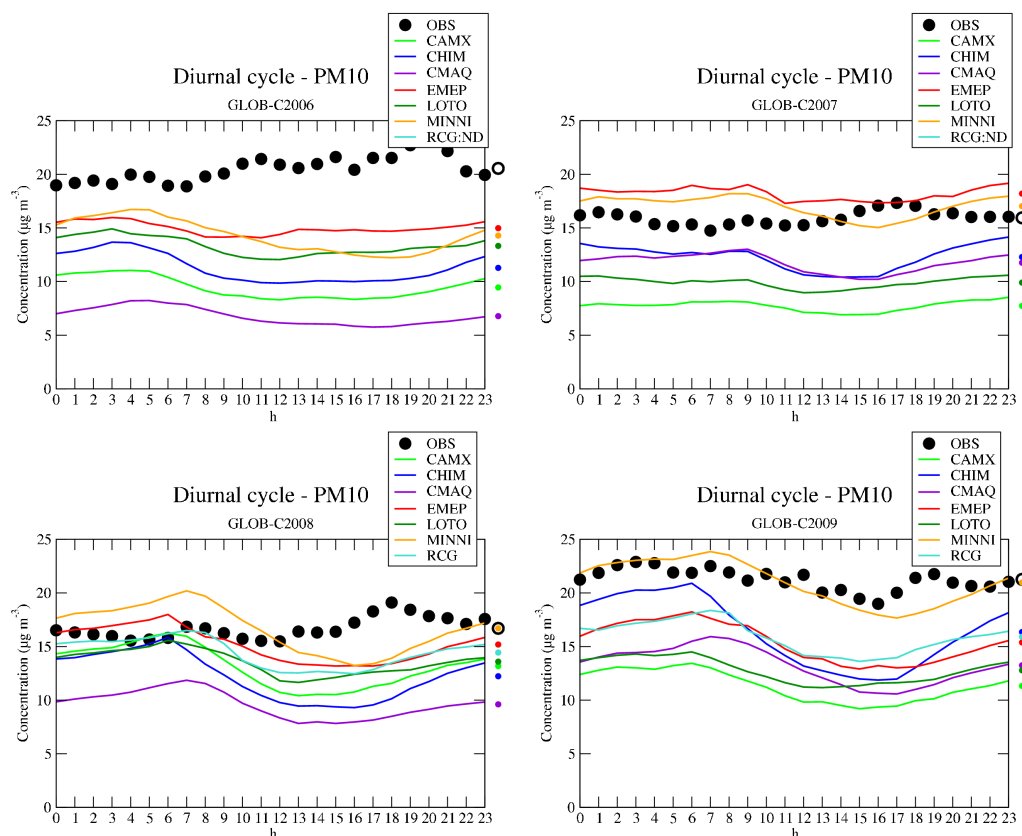 OBS
CAMX
CHIM
CMAQ
EMEP
LOTO
MINNI
RCG:ND
Diurnal cycle - PM10
GLOB-C2006
Concentration (µg m⁻³)
25
20
15
10
5
0
0 1 2 3 4 5 6 7 8 9 10 11 12 13 14 15 16 17 18 19 20 21 22 23
h
OBS
CAMX
CHIM
CMAQ
EMEP
LOTO
MINNI
RCG:ND
Diurnal cycle - PM10
GLOB-C2007
Concentration (µg m⁻³)
25
20
15
10
5
0
0 1 2 3 4 5 6 7 8 9 10 11 12 13 14 15 16 17 18 19 20 21 22 23
h
OBS
CAMX
CHIM
CMAQ
EMEP
LOTO
MINNI
RCG
Diurnal cycle - PM10
GLOB-C2008
Concentration (µg m⁻³)
25
20
15
10
5
0
0 1 2 3 4 5 6 7 8 9 10 11 12 13 14 15 16 17 18 19 20 21 22 23
h
OBS
CAMX
CHIM
CMAQ
EMEP
LOTO
MINNI
RCG
Diurnal cycle - PM10
GLOB-C2009
Concentration (µg m⁻³)
25
20
15
10
5
0
0 1 2 3 4 5 6 7 8 9 10 11 12 13 14 15 16 17 18 19 20 21 22 23
h